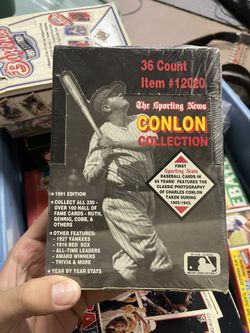 36 Count
Item #12020
The Sporting News
CONLON
COLLECTION
FIRST
Sporting News
BASEBALL CARDS IN
55 YEARS! FEATURES
THE CLASSIC
PHOTOGRAPHY OF
CHARLES CONLON
TAKEN DURING
1905-1942.
• 1991 EDITION
• COLLECT ALL 330 -
OVER 100 HALL OF
FAME CARDS - RUTH,
GEHRIG, COBB, &
OTHERS
• OTHER FEATURES:
- 1927 YANKEES
- 1916 RED SOX
- ALL-TIME LEADERS
- AWARD WINNERS
- TRIVIA & MORE
• YEAR BY YEAR STATS